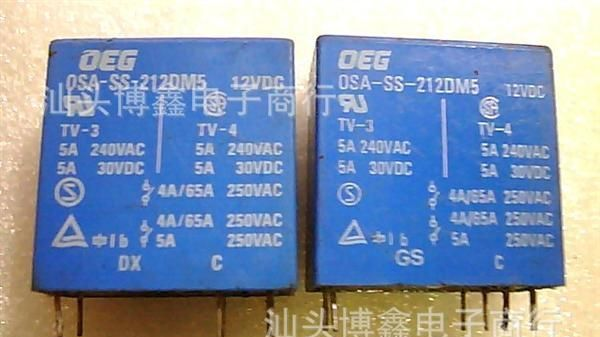 OEG
OSA-SS-212DM5 12VDC
TV-3 TV-4
5A 240VAC 5A 240VAC
5A 30VDC 5A 30VDC
4A/65A 250VAC
4A/65A 250VAC
5A 250VAC
DX C
OEG
OSA-SS-212DM5 12VDC
TV-3 TV-4
5A 240VAC 5A 240VAC
5A 30VDC 5A 30VDC
4A/65A 250VAC
4A/65A 250VAC
5A 250VAC
GS C
汕头博鑫电子商行
汕头博鑫电子商行